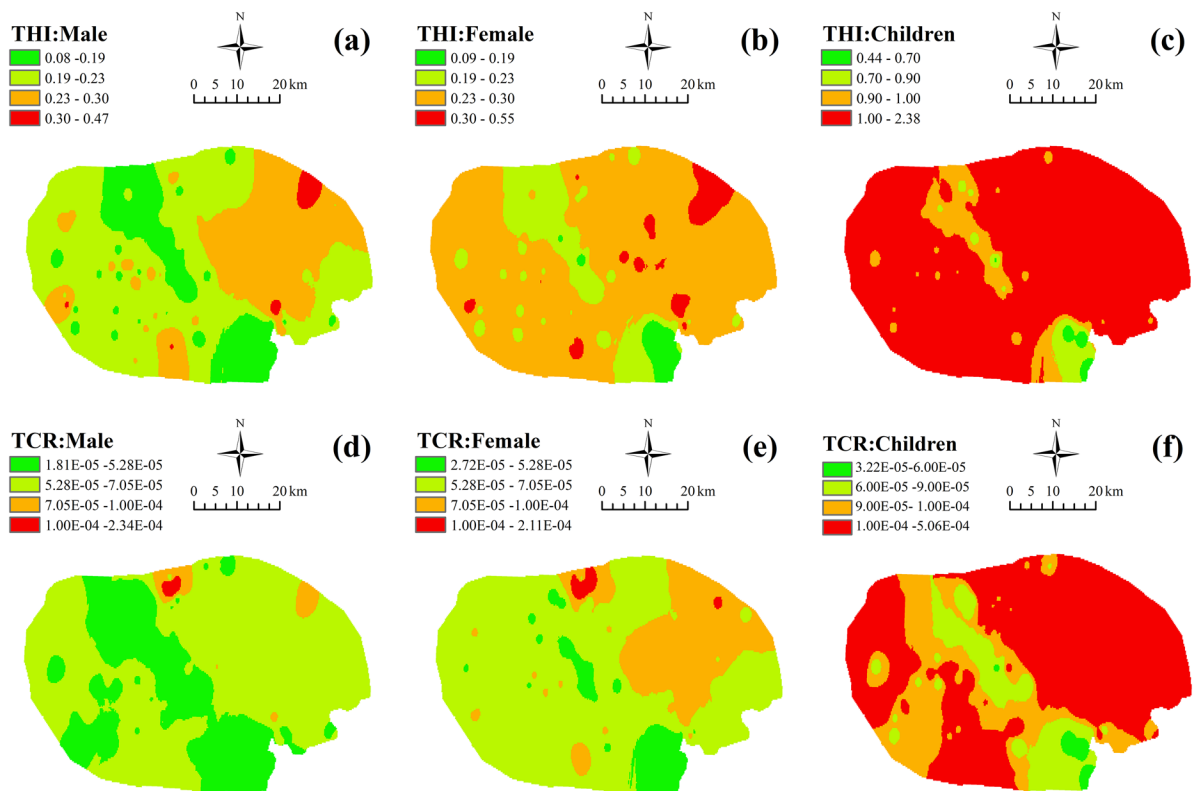 THI:Male
0.08 -0.19
0.19 -0.23
0.23 - 0.30
0.30 - 0.47
N
0 5 10 20 km
(a)
THI:Female
0.09 - 0.19
0.19 - 0.23
0.23 - 0.30
0.30 - 0.55
N
0 5 10 20 km
(b)
THI:Children
0.44 - 0.70
0.70 - 0.90
0.90 - 1.00
1.00 - 2.38
N
0 5 10 20 km
(c)
TCR:Male
1.81E-05 -5.28E-05
5.28E-05 -7.05E-05
7.05E-05 -1.00E-04
1.00E-04 -2.34E-04
N
0 5 10 20 km
(d)
TCR:Female
2.72E-05 - 5.28E-05
5.28E-05 - 7.05E-05
7.05E-05 -1.00E-04
1.00E-04 - 2.11E-04
N
0 5 10 20 km
(e)
TCR:Children
3.22E-05-6.00E-05
6.00E-05 -9.00E-05
9.00E-05- 1.00E-04
1.00E-04 -5.06E-04
N
0 5 10 20 km
(f)